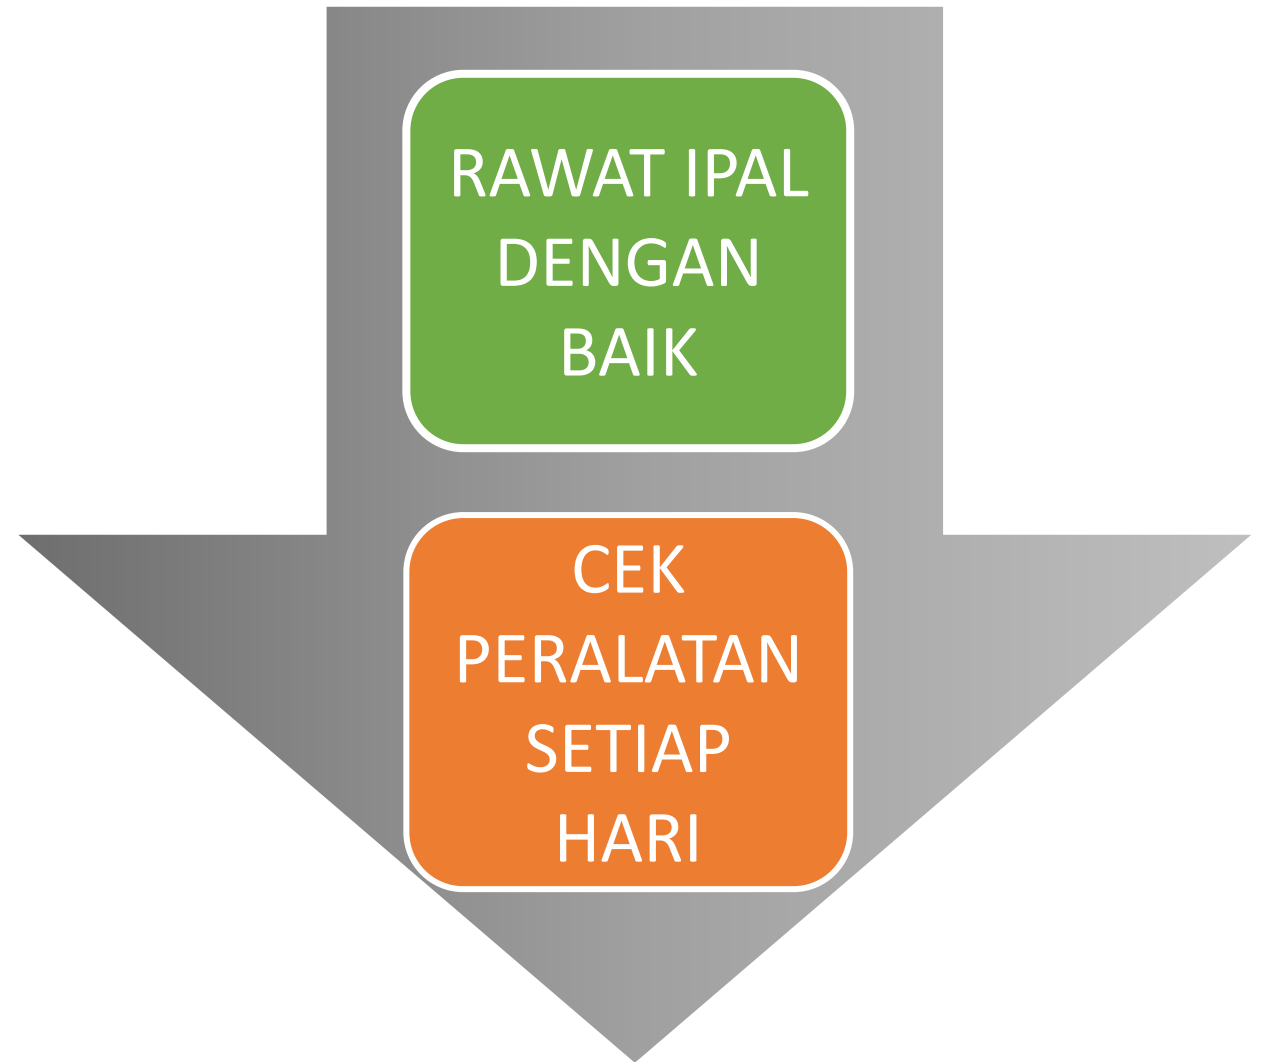 RAWAT IPAL
DENGAN
BAIK
CEK
PERALATAN
SETIAP
HARI